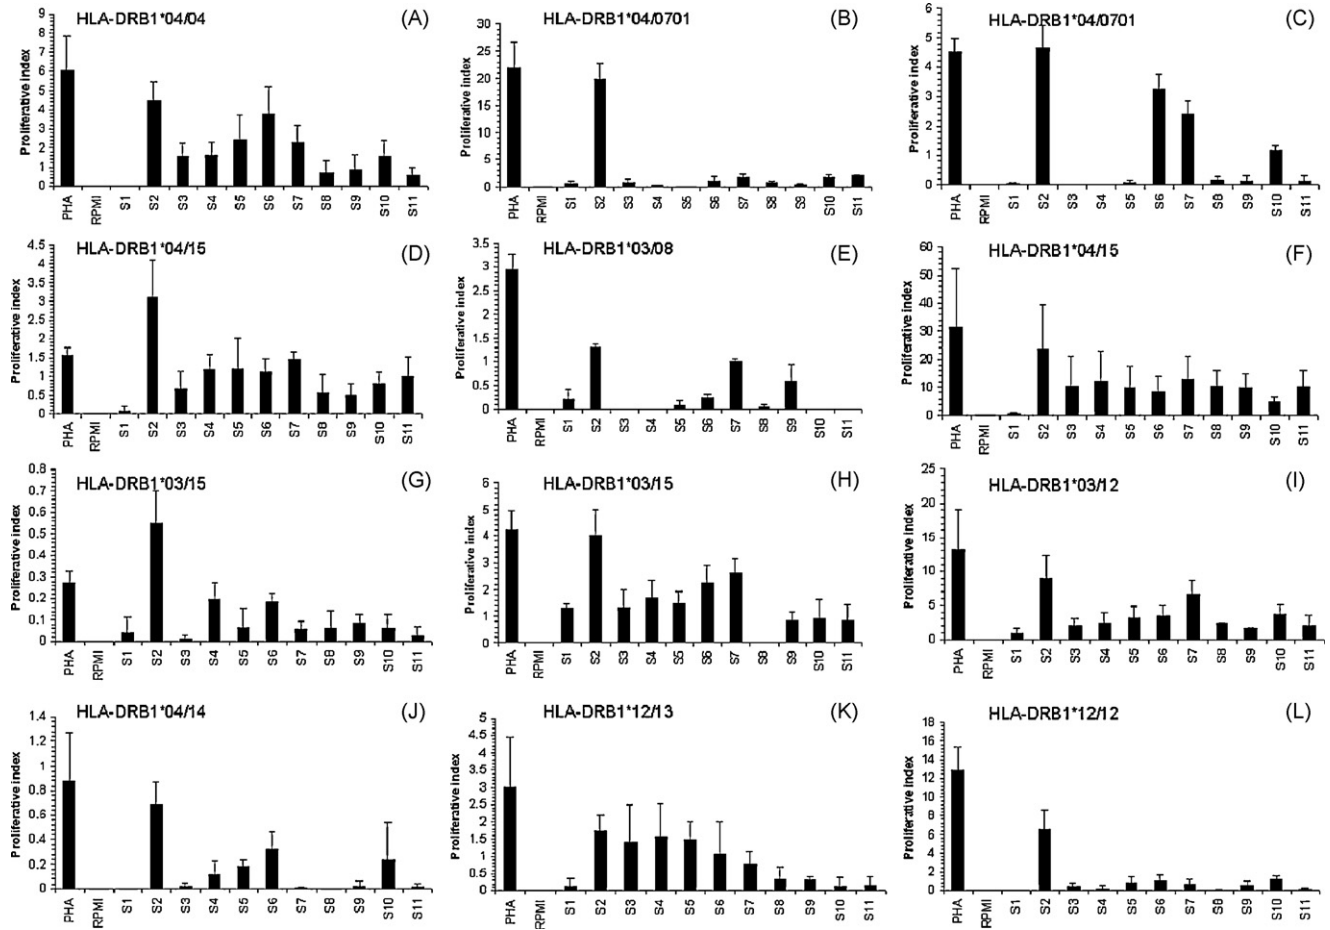 HLA-DRB1*04/04
(A)
Proliferative index
9
8
7
6
5
4
3
2
1
0
PHA RPMI S1 S2 S3 S4 S5 S6 S7 S8 S9 S10 S11
HLA-DRB1*04/0701
(B)
Proliferative index
30
25
20
15
10
5
0
PHA RPMI S1 S2 S3 S4 S5 S6 S7 S8 S9 S10 S11
HLA-DRB1*04/0701
(C)
Proliferative index
6
5
4
3
2
1
0
PHA RPMI S1 S2 S3 S4 S5 S6 S7 S8 S9 S10 S11
HLA-DRB1*04/15
(D)
Proliferative index
4.5
4
3.5
3
2.5
2
1.5
1
0.5
0
PHA RPMI S1 S2 S3 S4 S5 S6 S7 S8 S9 S10 S11
HLA-DRB1*03/08
(E)
Proliferative index
3.5
3
2.5
2
1.5
1
0.5
0
PHA RPMI S1 S2 S3 S4 S5 S6 S7 S8 S9 S10 S11
HLA-DRB1*04/15
(F)
Proliferative index
60
50
40
30
20
10
0
PHA RPMI S1 S2 S3 S4 S5 S6 S7 S8 S9 S10 S11
HLA-DRB1*03/15
(G)
Proliferative index
0.8
0.7
0.6
0.5
0.4
0.3
0.2
0.1
0
PHA RPMI S1 S2 S3 S4 S5 S6 S7 S8 S9 S10 S11
HLA-DRB1*03/15
(H)
Proliferative index
6
5
4
3
2
1
0
PHA RPMI S1 S2 S3 S4 S5 S6 S7 S8 S9 S10 S11
HLA-DRB1*03/12
(I)
Proliferative index
25
20
15
10
5
0
PHA RPMI S1 S2 S3 S4 S5 S6 S7 S8 S9 S10 S11
HLA-DRB1*04/14
(J)
Proliferative index
1.4
1.2
1
0.8
0.6
0.4
0.2
0
PHA RPMI S1 S2 S3 S4 S5 S6 S7 S8 S9 S10 S11
HLA-DRB1*12/13
(K)
Proliferative index
5
4.5
4
3.5
3
2.5
2
1.5
1
0.5
0
PHA RPMI S1 S2 S3 S4 S5 S6 S7 S8 S9 S10 S11
HLA-DRB1*12/12
(L)
Proliferative index
18
16
14
12
10
8
6
4
2
0
PHA RPMI S1 S2 S3 S4 S5 S6 S7 S8 S9 S10 S11